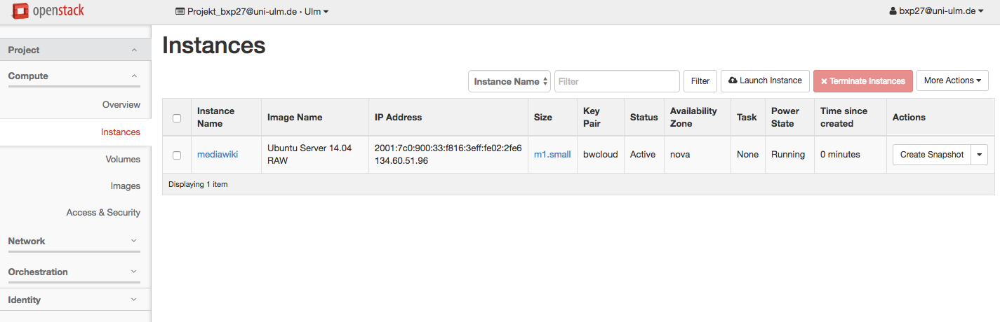 openstack
Projekt_bxp27@uni-ulm.de · Ulm
bxp27@uni-ulm.de
Project
Compute
Overview
Instances
Volumes
Images
Access & Security
Network
Orchestration
Identity
Instances
Instance Name
Filter
Filter
Launch Instance
Terminate Instances
More Actions
Instance Name
Image Name
IP Address
Size
Key Pair
Status
Availability Zone
Task
Power State
Time since created
Actions
mediawiki
Ubuntu Server 14.04 RAW
2001:7c0:900:33:f816:3eff:fe02:2fe6
134.60.51.96
m1.small
bwcloud
Active
nova
None
Running
0 minutes
Create Snapshot
Displaying 1 item